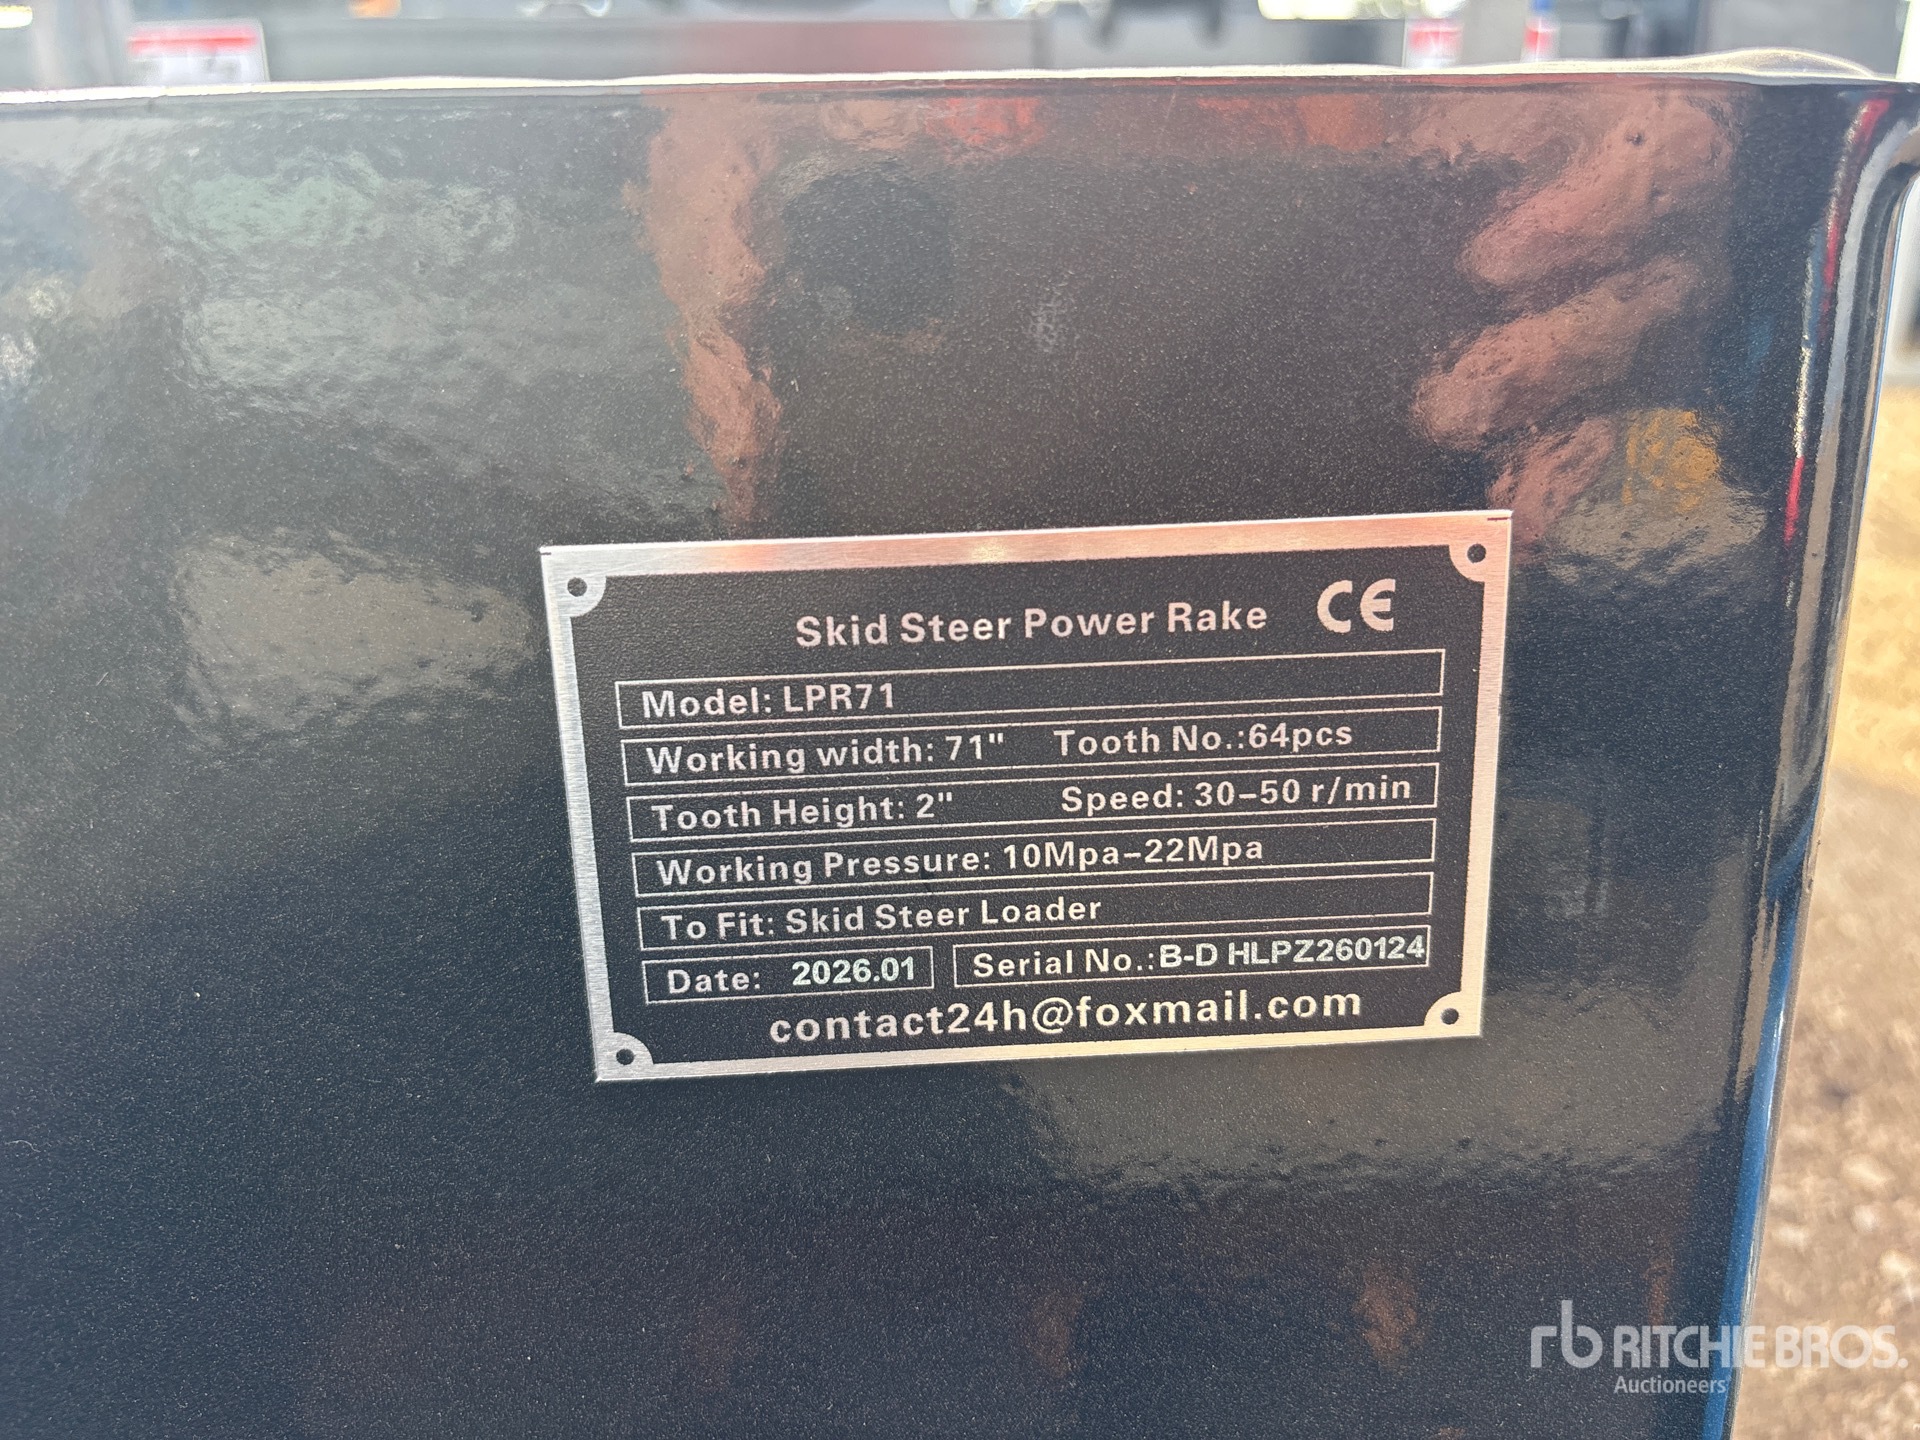 Skid Steer Power Rake CE
Model: LPR71
Working width: 71" Tooth No.:64pcs
Tooth Height: 2" Speed: 30-50 r/min
Working Pressure: 10Mpa-22Mpa
To Fit: Skid Steer Loader
Date: 2026.01 Serial No.:B-D HLPZ260124
contact24h@foxmail.com
rb RITCHIE BROS.
Auctioneers